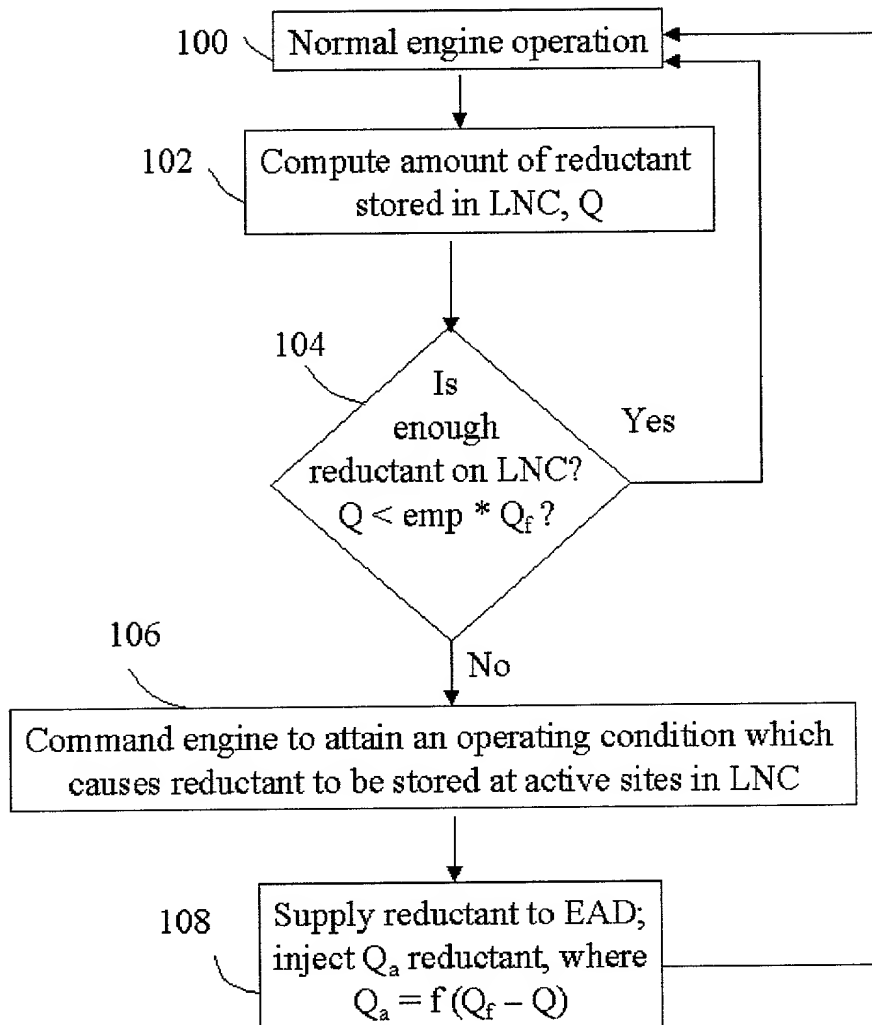 100
Normal engine operation
102
Compute amount of reductant
stored in LNC, Q
104
Is
enough
reductant on LNC?
Q < emp * Qf ?
Yes
No
106
Command engine to attain an operating condition which
causes reductant to be stored at active sites in LNC
108
Supply reductant to EAD;
inject Qa reductant, where
Qa = f (Qf – Q)